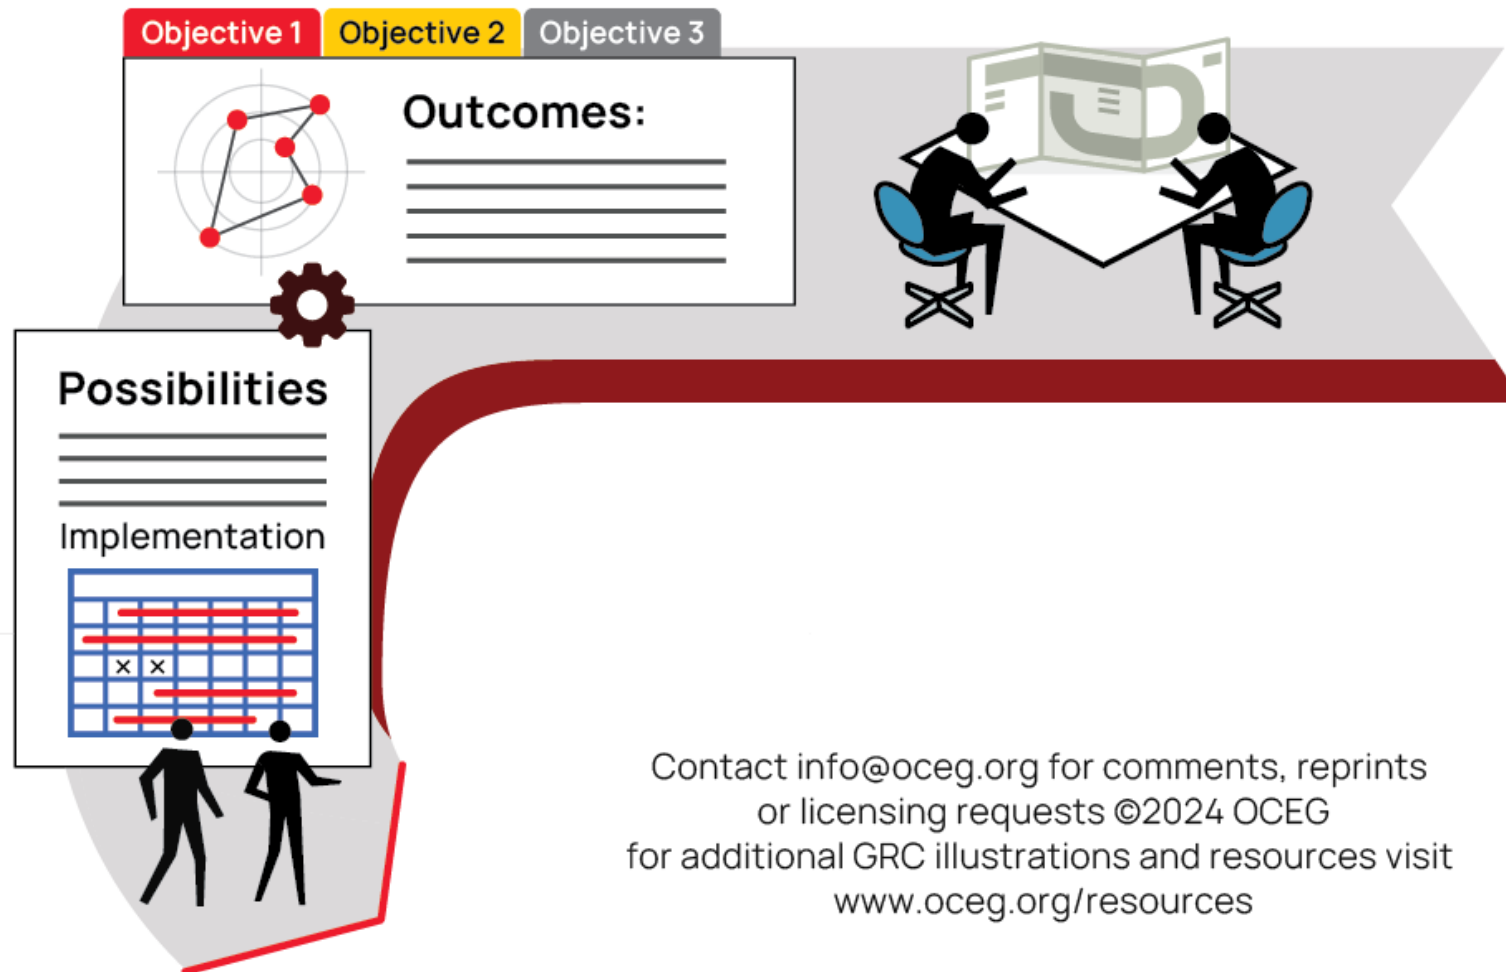 Objective 1
Objective 2
Objective 3
Outcomes:
Possibilities
Implementation
× ×
Contact info@oceg.org for comments, reprints
or licensing requests ©2024 OCEG
for additional GRC illustrations and resources visit
www.oceg.org/resources